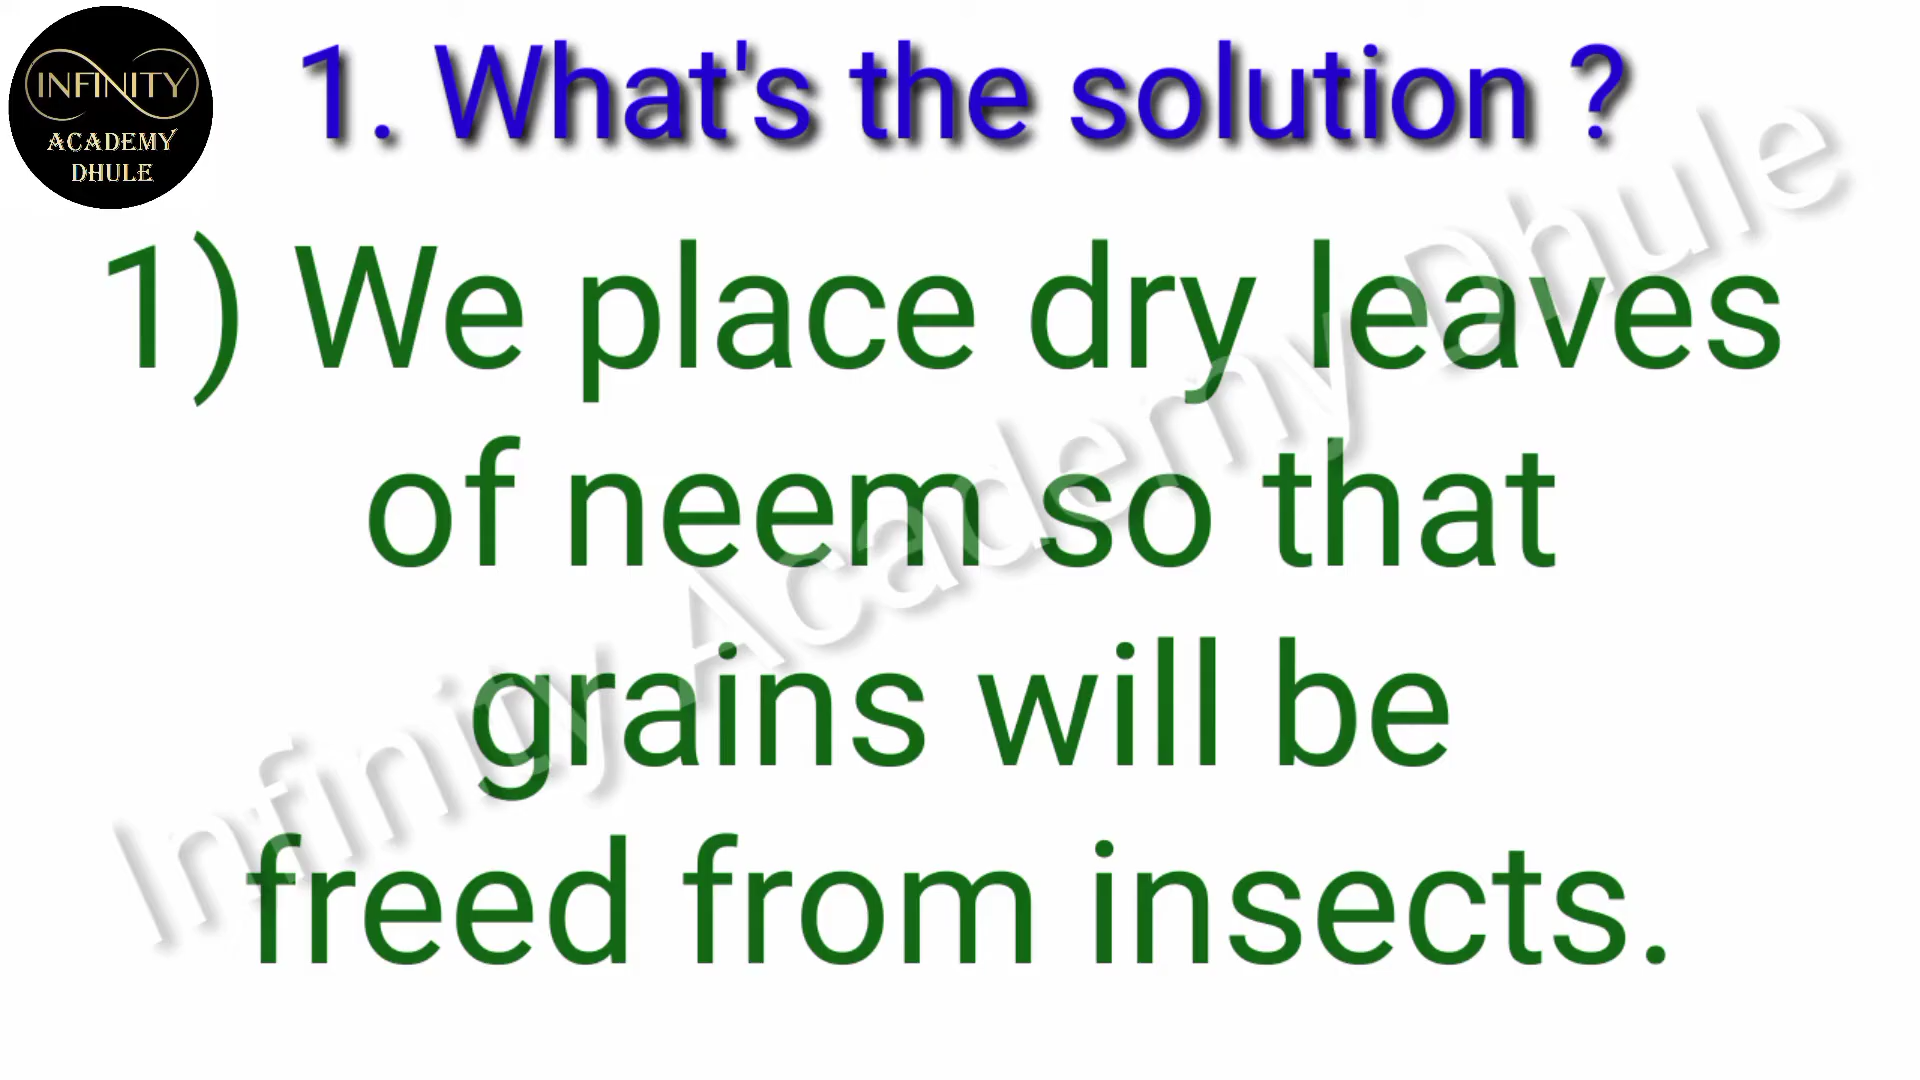 INFINITY
ACADEMY
DHULE
1. What's the solution ?
1) We place dry leaves
of neem so that
grains will be
freed from insects.
Infinity Academy Dhule